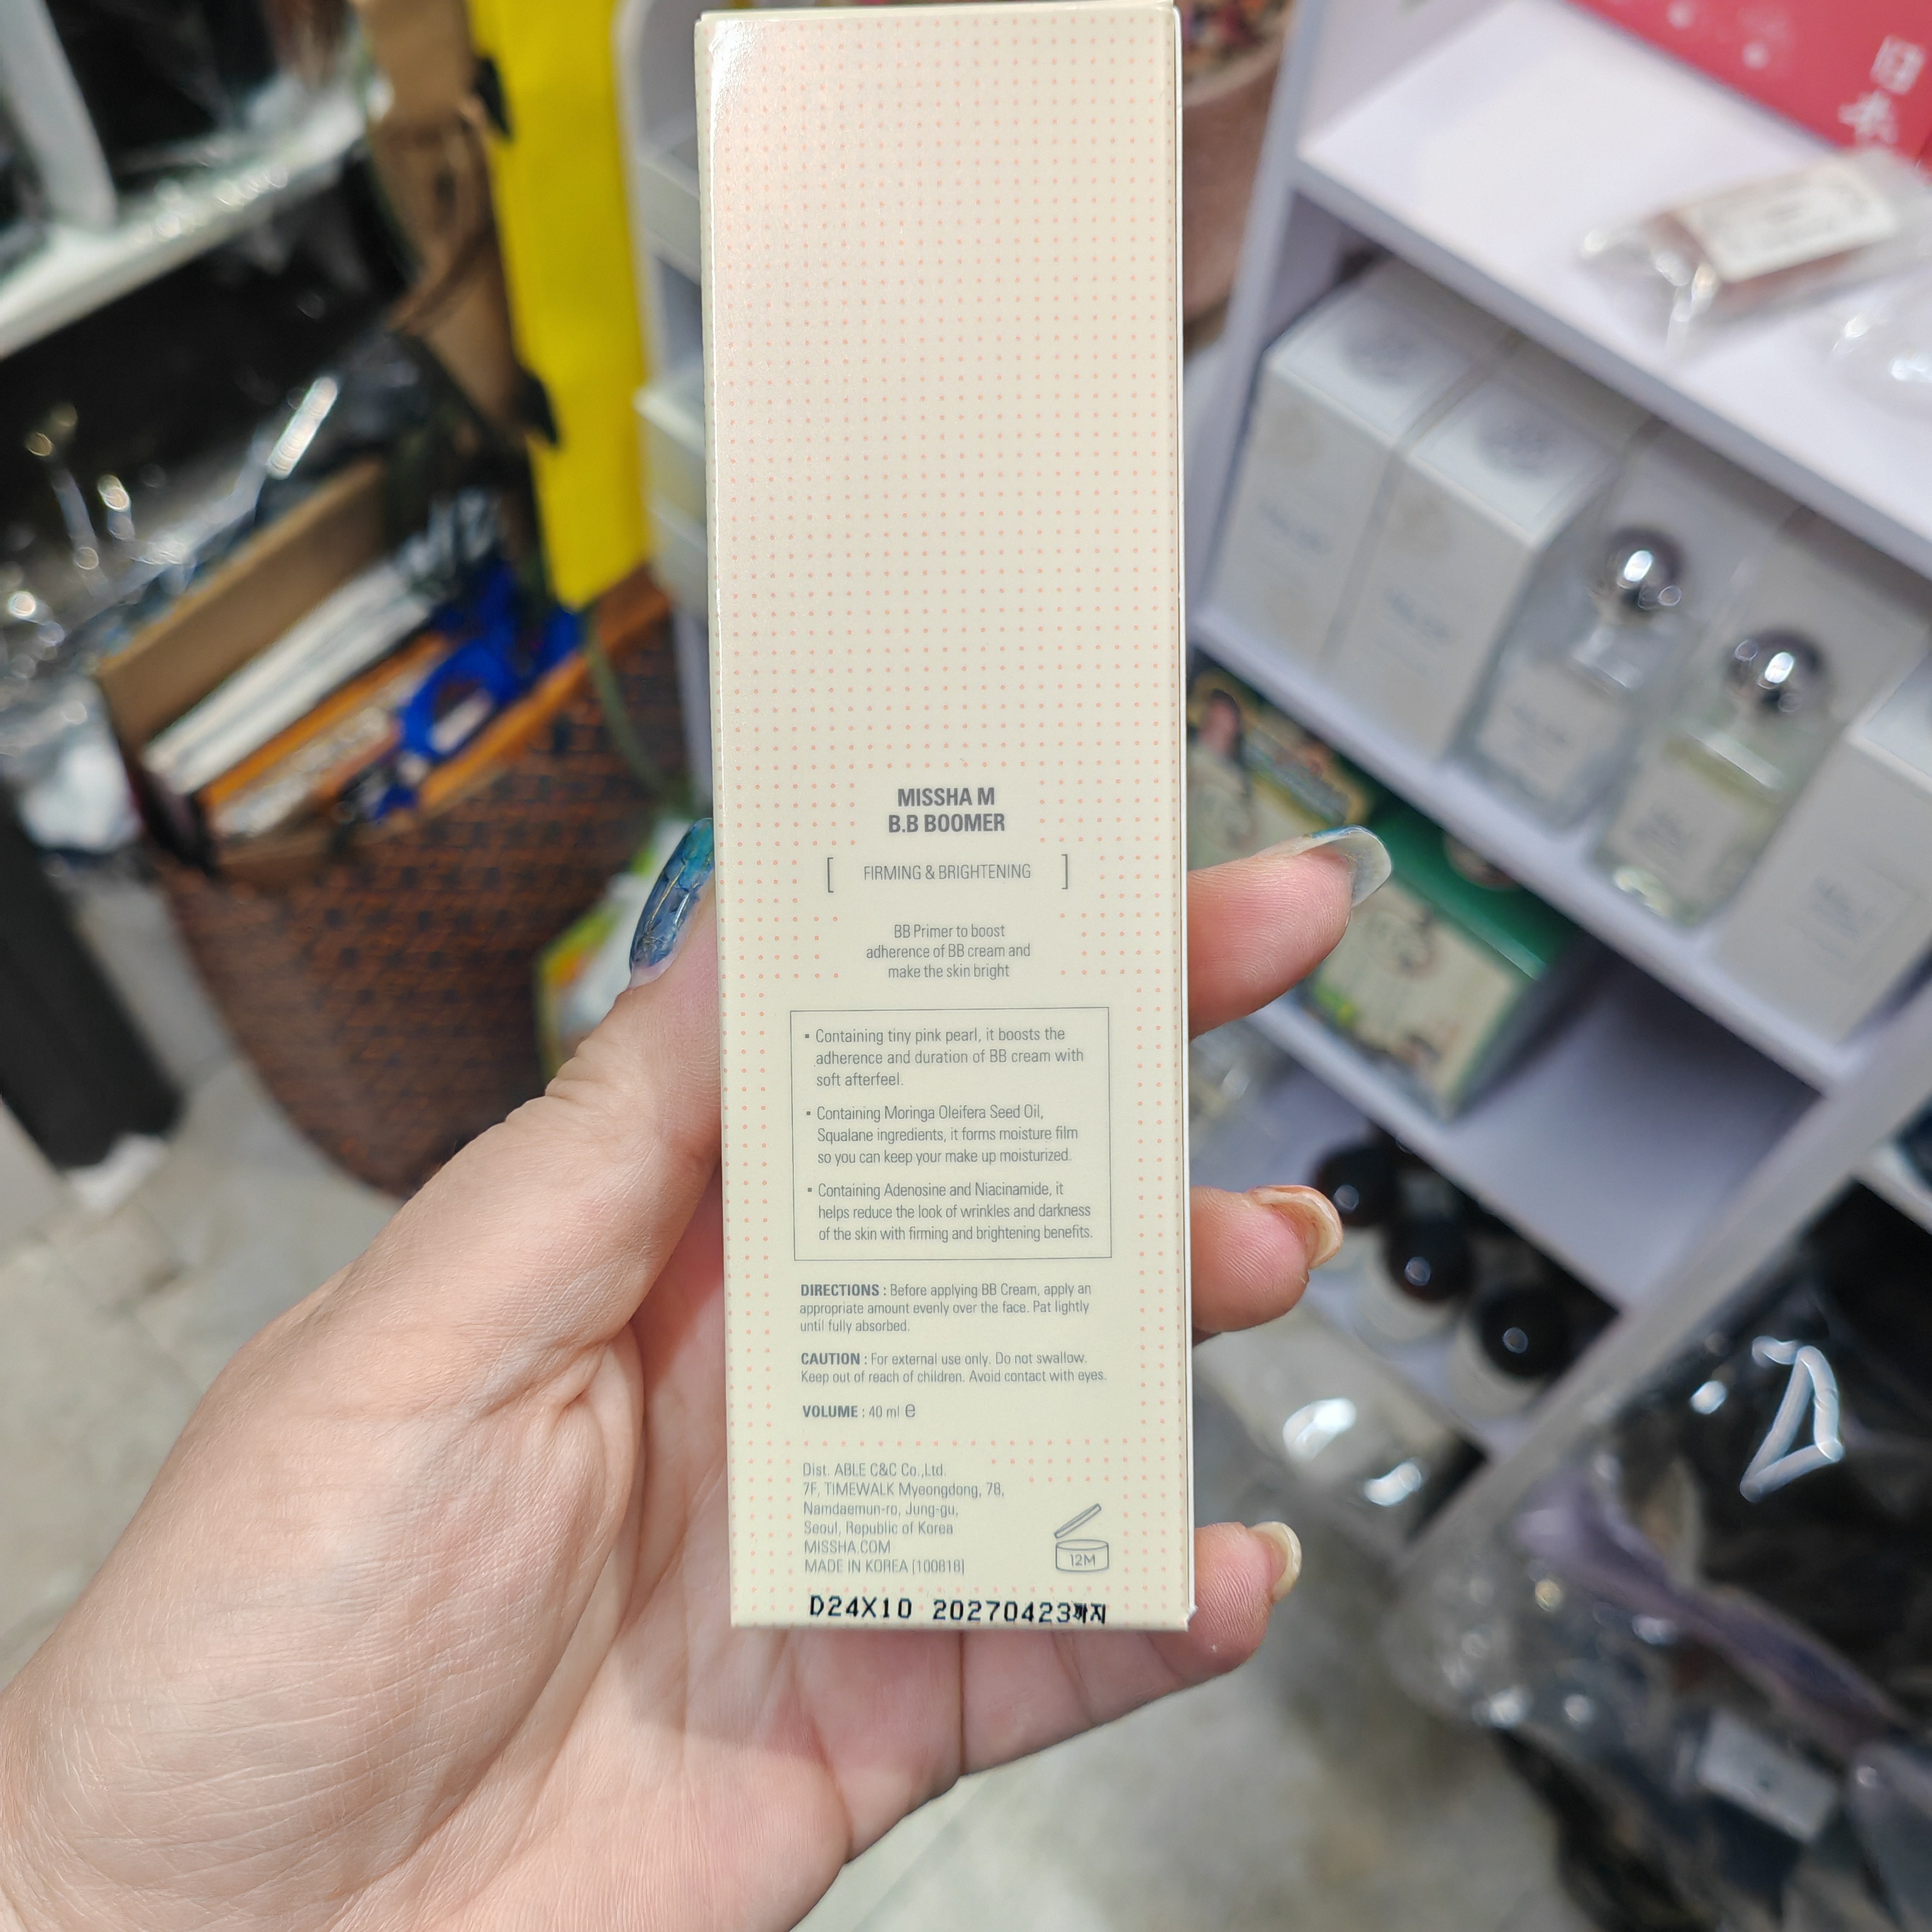 日本
MISSHA M
B.B BOOMER
[ FIRMING & BRIGHTENING ]
BB Primer to boost
adherence of BB cream and
make the skin bright
• Containing tiny pink pearl, it boosts the
adherence and duration of BB cream with
soft afterfeel.
• Containing Moringa Oleifera Seed Oil,
Squalane ingredients, it forms moisture film
so you can keep your make up moisturized.
• Containing Adenosine and Niacinamide, it
helps reduce the look of wrinkles and darkness
of the skin with firming and brightening benefits.
DIRECTIONS : Before applying BB Cream, apply an
appropriate amount evenly over the face. Pat lightly
until fully absorbed.
CAUTION : For external use only. Do not swallow.
Keep out of reach of children. Avoid contact with eyes.
VOLUME : 40 ml ℮
Dist. ABLE C&C Co.,Ltd.
7F, TIMEWALK Myeongdong, 78,
Namdaemun-ro, Jung-gu,
Seoul, Republic of Korea
MISSHA.COM
MADE IN KOREA [100818]
12M
D24X10 20270423까지